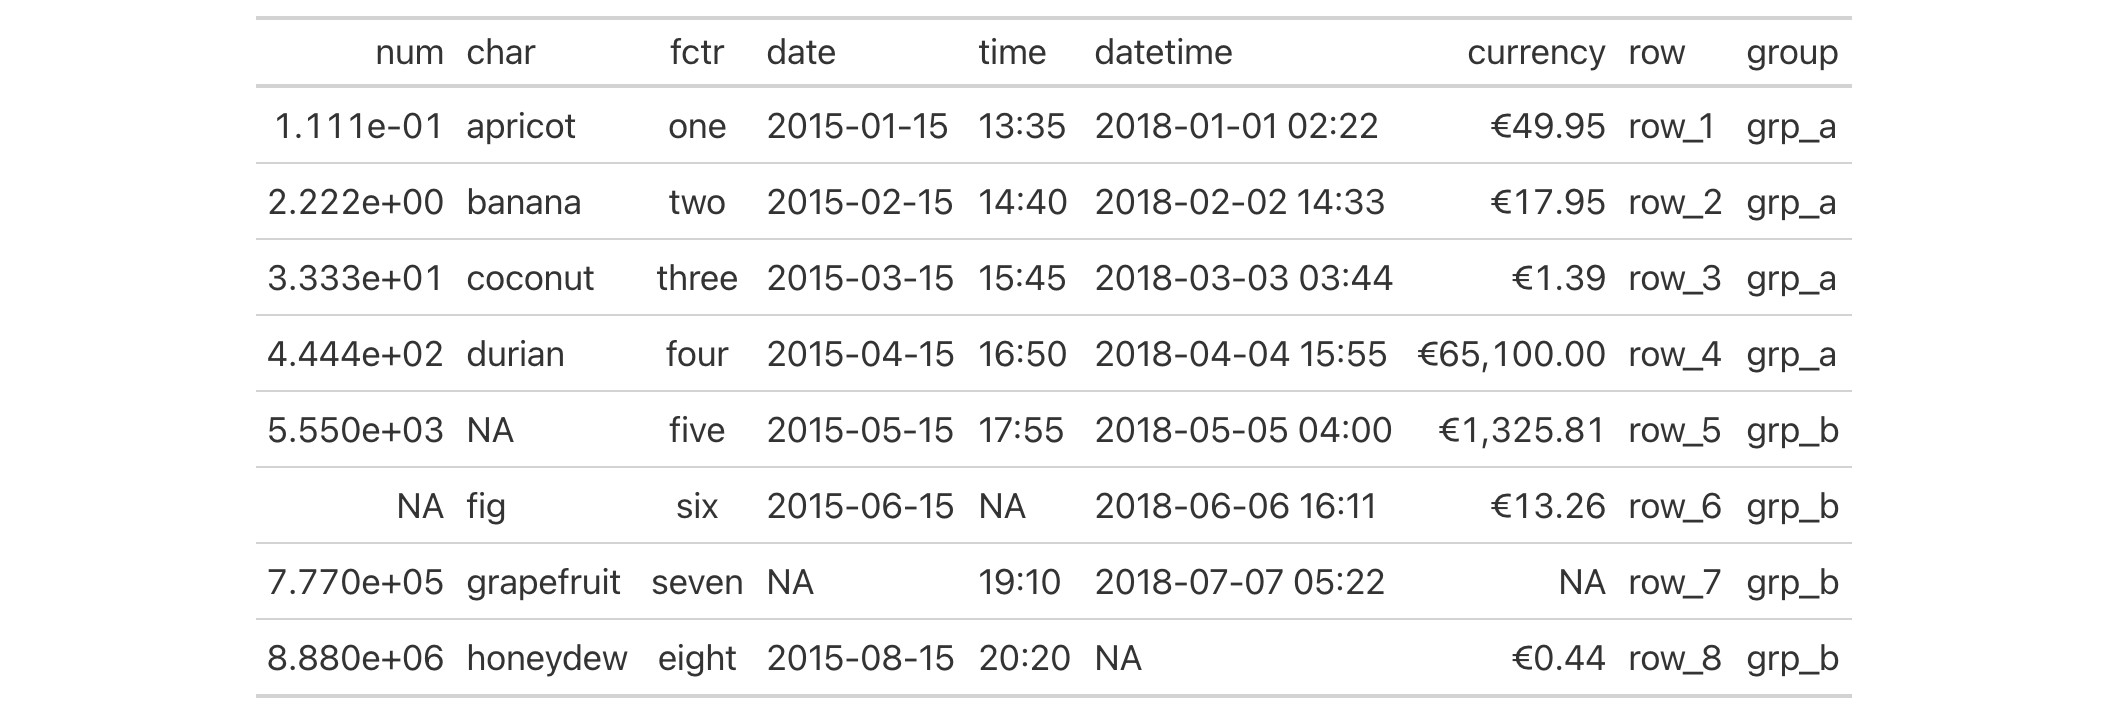 num char fctr date time datetime currency row group
1.111e-01 apricot one 2015-01-15 13:35 2018-01-01 02:22 €49.95 row_1 grp_a
2.222e+00 banana two 2015-02-15 14:40 2018-02-02 14:33 €17.95 row_2 grp_a
3.333e+01 coconut three 2015-03-15 15:45 2018-03-03 03:44 €1.39 row_3 grp_a
4.444e+02 durian four 2015-04-15 16:50 2018-04-04 15:55 €65,100.00 row_4 grp_a
5.550e+03 NA five 2015-05-15 17:55 2018-05-05 04:00 €1,325.81 row_5 grp_b
NA fig six 2015-06-15 NA 2018-06-06 16:11 €13.26 row_6 grp_b
7.770e+05 grapefruit seven NA 19:10 2018-07-07 05:22 NA row_7 grp_b
8.880e+06 honeydew eight 2015-08-15 20:20 NA €0.44 row_8 grp_b